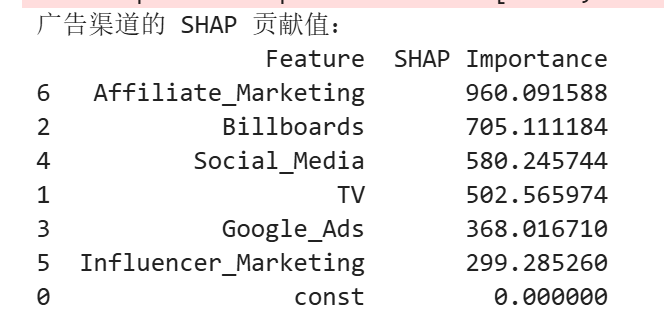 广告渠道的 SHAP 贡献值:
Feature SHAP Importance
6 Affiliate_Marketing 960.091588
2 Billboards 705.111184
4 Social_Media 580.245744
1 TV 502.565974
3 Google_Ads 368.016710
5 Influencer_Marketing 299.285260
0 const 0.000000